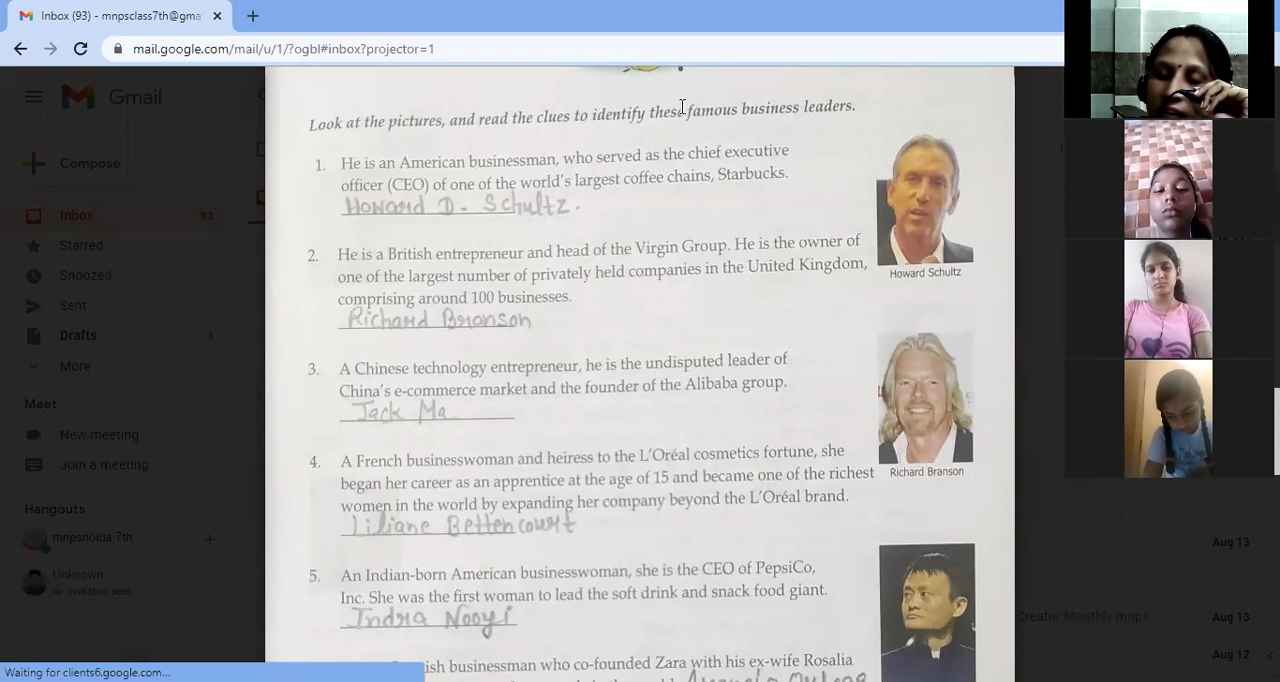 Inbox (93) - mnpsclass7th@gma
mail.google.com/mail/u/1/?ogbl#inbox?projector=1
Gmail
Compose
Inbox 93
Starred
Snoozed
Sent
Drafts 4
More
Meet
New meeting
Join a meeting
Hangouts
mnpsnoida.7th
Unknown
Invitation sent
Look at the pictures, and read the clues to identify these famous business leaders.
1. He is an American businessman, who served as the chief executive
officer (CEO) of one of the world's largest coffee chains, Starbucks.
Howard D. Schultz.
Howard Schultz
2. He is a British entrepreneur and head of the Virgin Group. He is the owner of
one of the largest number of privately held companies in the United Kingdom,
comprising around 100 businesses.
Richard Branson
3. A Chinese technology entrepreneur, he is the undisputed leader of
China's e-commerce market and the founder of the Alibaba group.
Jack Ma
Richard Branson
4. A French businesswoman and heiress to the L'Oréal cosmetics fortune, she
began her career as an apprentice at the age of 15 and became one of the richest
women in the world by expanding her company beyond the L'Oréal brand.
Liliane Bettencourt
5. An Indian-born American businesswoman, she is the CEO of PepsiCo,
Inc. She was the first woman to lead the soft drink and snack food giant.
Indra Nooyi
ish businessman who co-founded Zara with his ex-wife Rosalia
Aug 13
Creator Monthly mnps... Aug 13
Aug 12
Waiting for clients6.google.com...